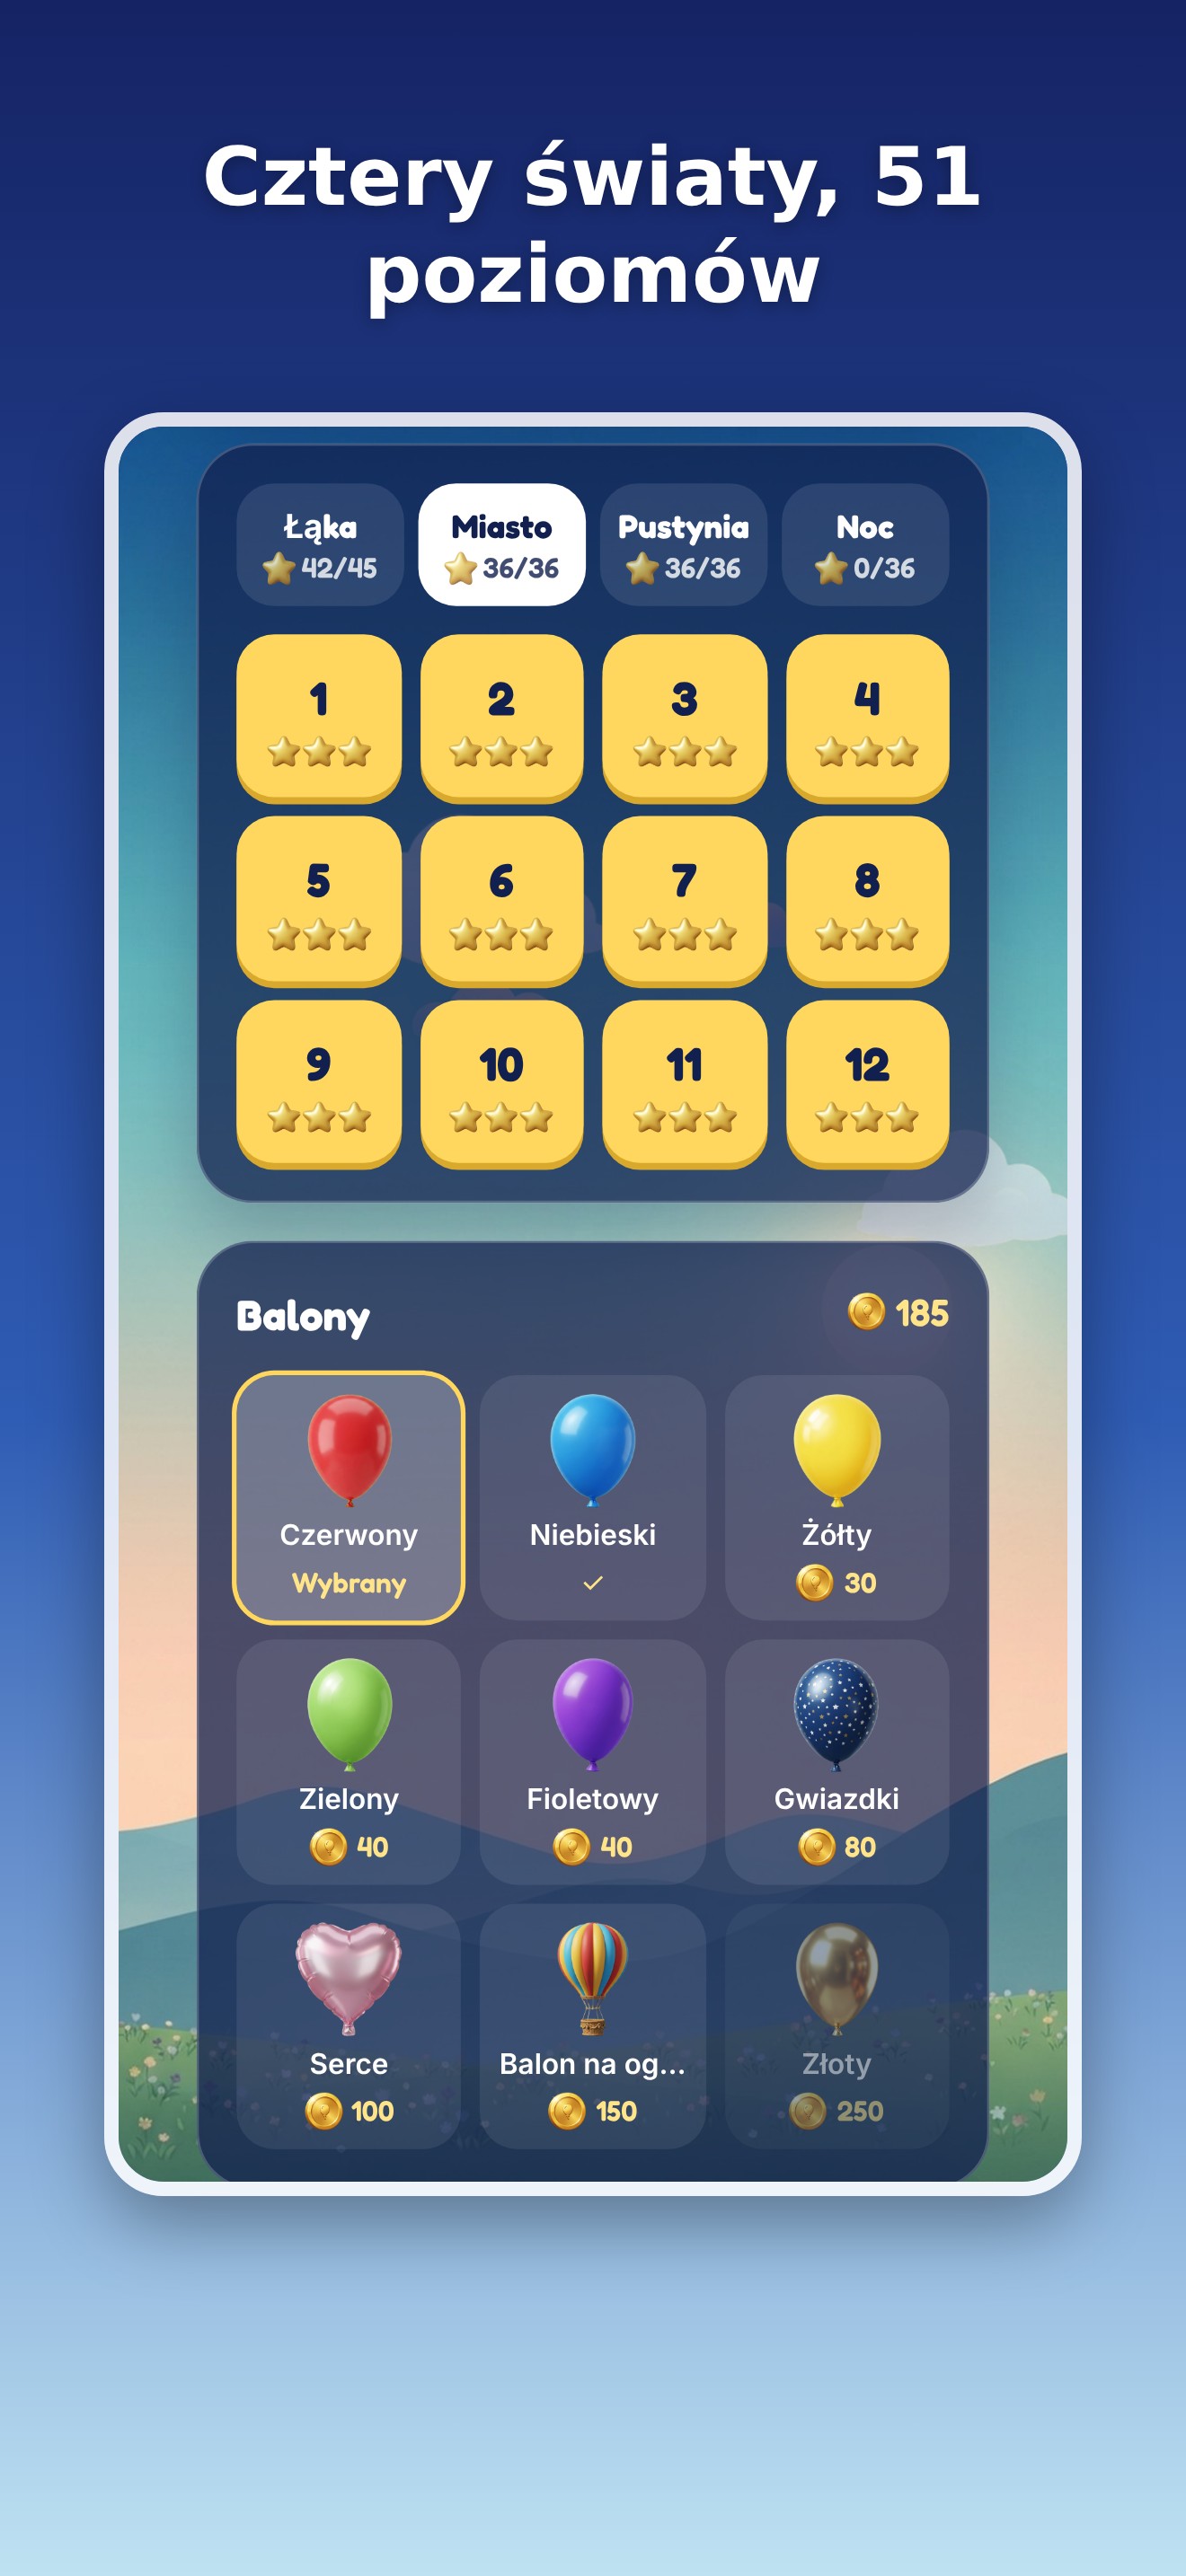 Cztery światy, 51
poziomów
Łąka Miasto Pustynia Noc
42/45 36/36 36/36 0/36
1 2 3 4
5 6 7 8
9 10 11 12
Balony 185
Czerwony Niebieski Żółty
Wybrany 30
Zielony Fioletowy Gwiazdki
40 40 80
Serce Balon na og... Złoty
100 150 250